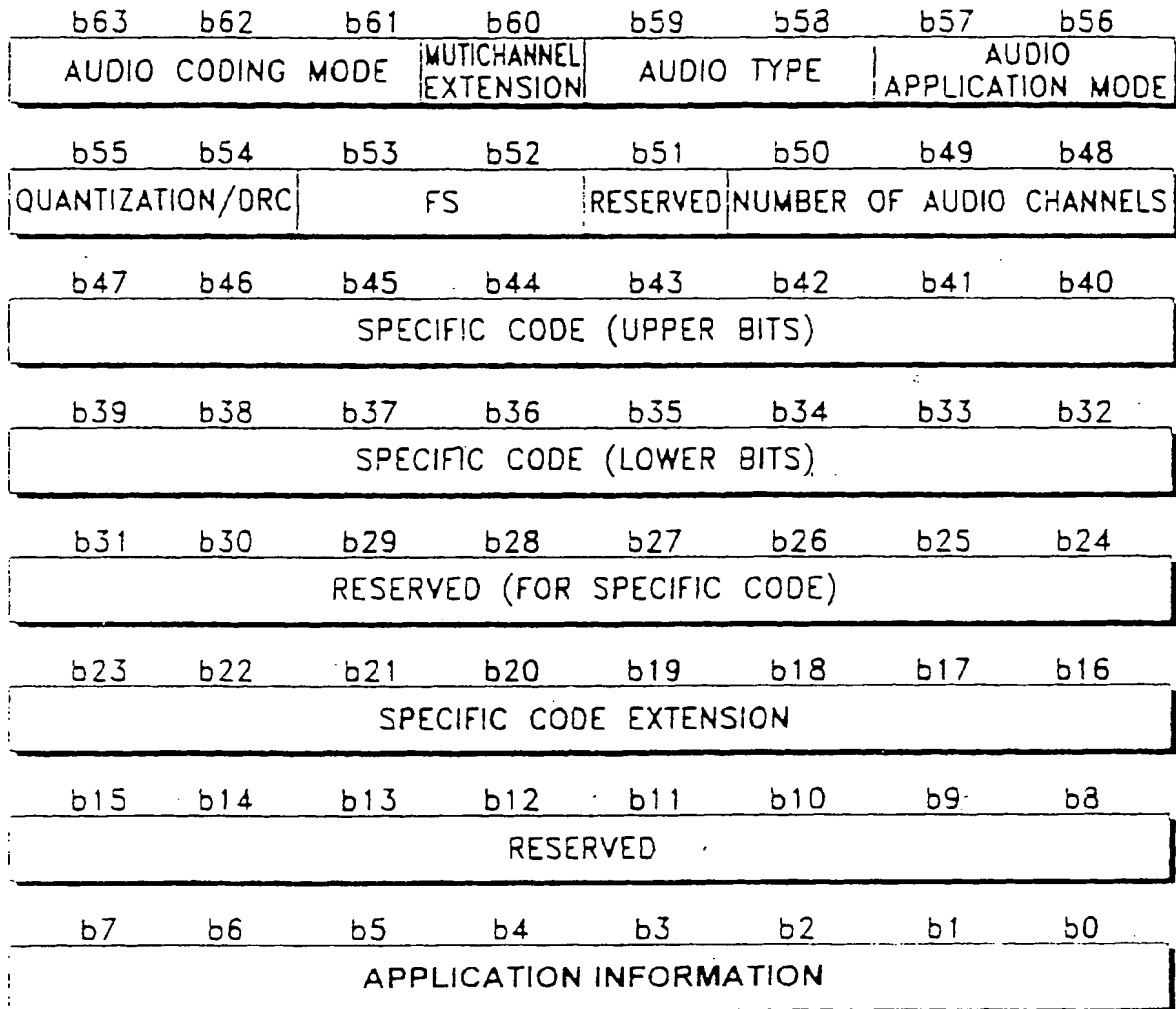 b63 b62 b61 b60 b59 b58 b57 b56
AUDIO CODING MODE MUTICHANNEL EXTENSION AUDIO TYPE AUDIO APPLICATION MODE
b55 b54 b53 b52 b51 b50 b49 b48
QUANTIZATION/DRC FS RESERVED NUMBER OF AUDIO CHANNELS
b47 b46 b45 b44 b43 b42 b41 b40
SPECIFIC CODE (UPPER BITS)
b39 b38 b37 b36 b35 b34 b33 b32
SPECIFIC CODE (LOWER BITS)
b31 b30 b29 b28 b27 b26 b25 b24
RESERVED (FOR SPECIFIC CODE)
b23 b22 b21 b20 b19 b18 b17 b16
SPECIFIC CODE EXTENSION
b15 b14 b13 b12 b11 b10 b9 b8
RESERVED
b7 b6 b5 b4 b3 b2 b1 b0
APPLICATION INFORMATION